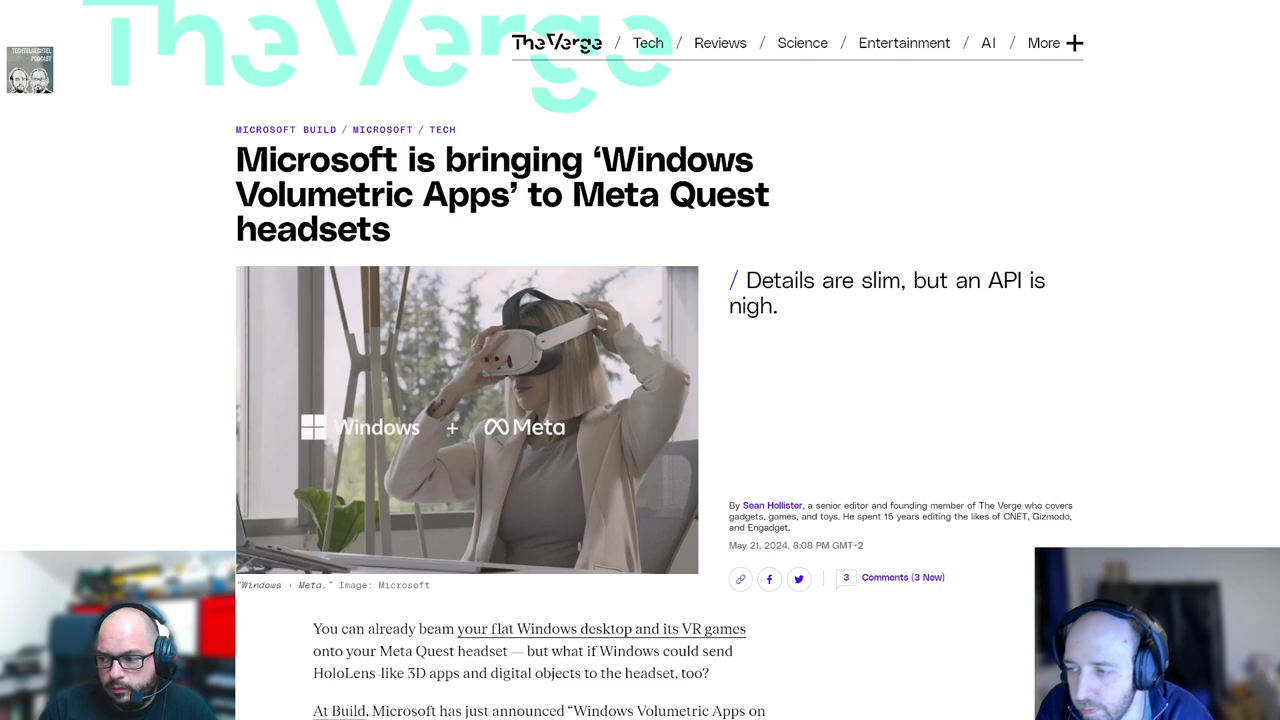 The Verge
TECHTELMECHTEL
PODCAST
The Verge / Tech / Reviews / Science / Entertainment / AI / More +
MICROSOFT BUILD / MICROSOFT / TECH
Microsoft is bringing ‘Windows
Volumetric Apps’ to Meta Quest
headsets
/ Details are slim, but an API is
nigh.
Windows + Meta
By Sean Hollister, a senior editor and founding member of The Verge who covers
gadgets, games, and toys. He spent 15 years editing the likes of CNET, Gizmodo,
and Engadget.
May 21, 2024, 8:08 PM GMT+2
3 Comments (3 New)
"Windows + Meta." Image: Microsoft
You can already beam your flat Windows desktop and its VR games
onto your Meta Quest headset — but what if Windows could send
HoloLens-like 3D apps and digital objects to the headset, too?
At Build, Microsoft has just announced “Windows Volumetric Apps on